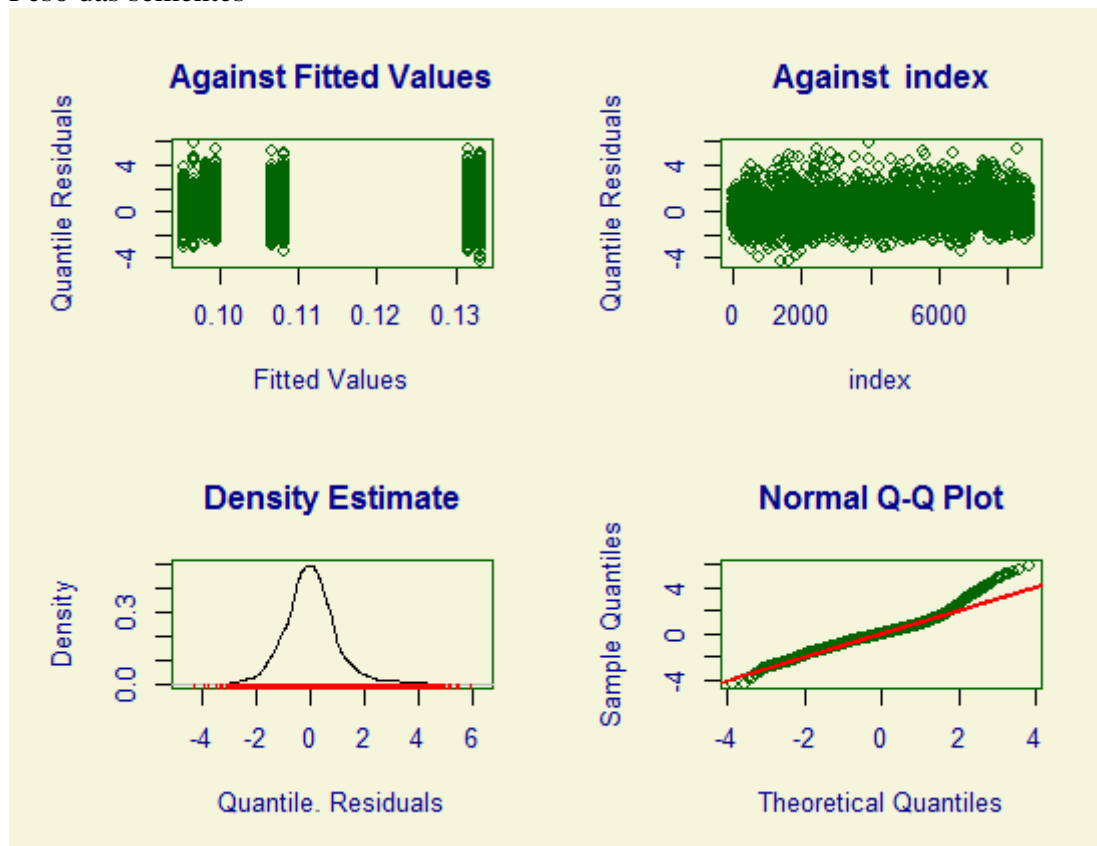 Peso das sementes
Against Fitted Values
Quantile Residuals
-4 0 4
0.10 0.11 0.12 0.13
Fitted Values
Against index
Quantile Residuals
-4 0 4
0 2000 6000
index
Density Estimate
Density
0.0 0.3
-4 -2 0 2 4 6
Quantile. Residuals
Normal Q-Q Plot
Sample Quantiles
-4 0 4
-4 -2 0 2 4
Theoretical Quantiles